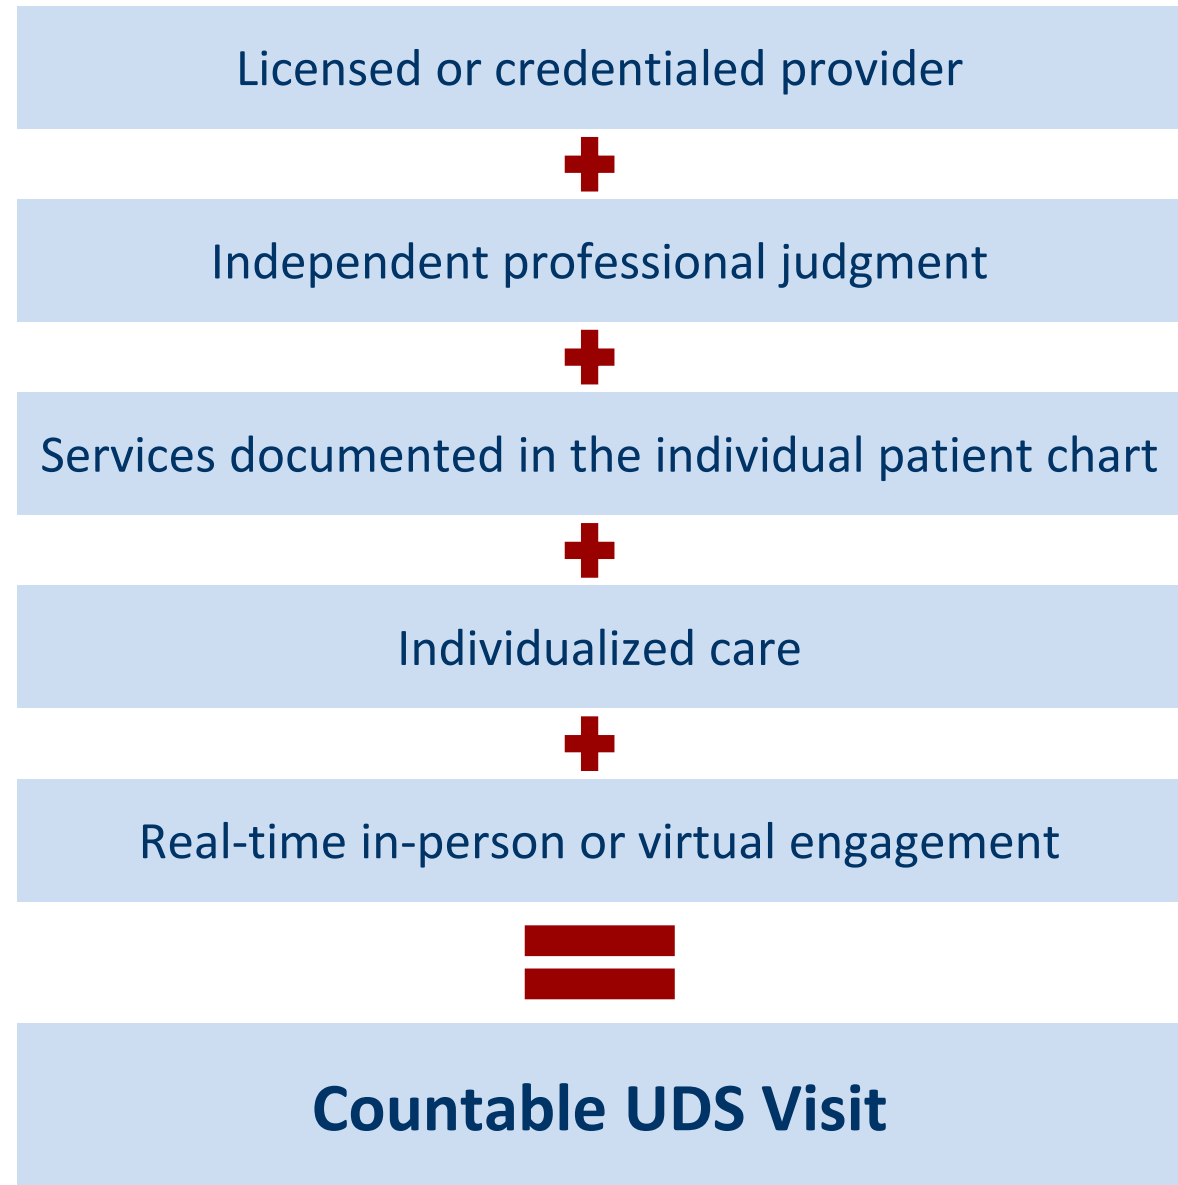 Licensed or credentialed provider
Independent professional judgment
Services documented in the individual patient chart
Individualized care
Real-time in-person or virtual engagement
Countable UDS Visit